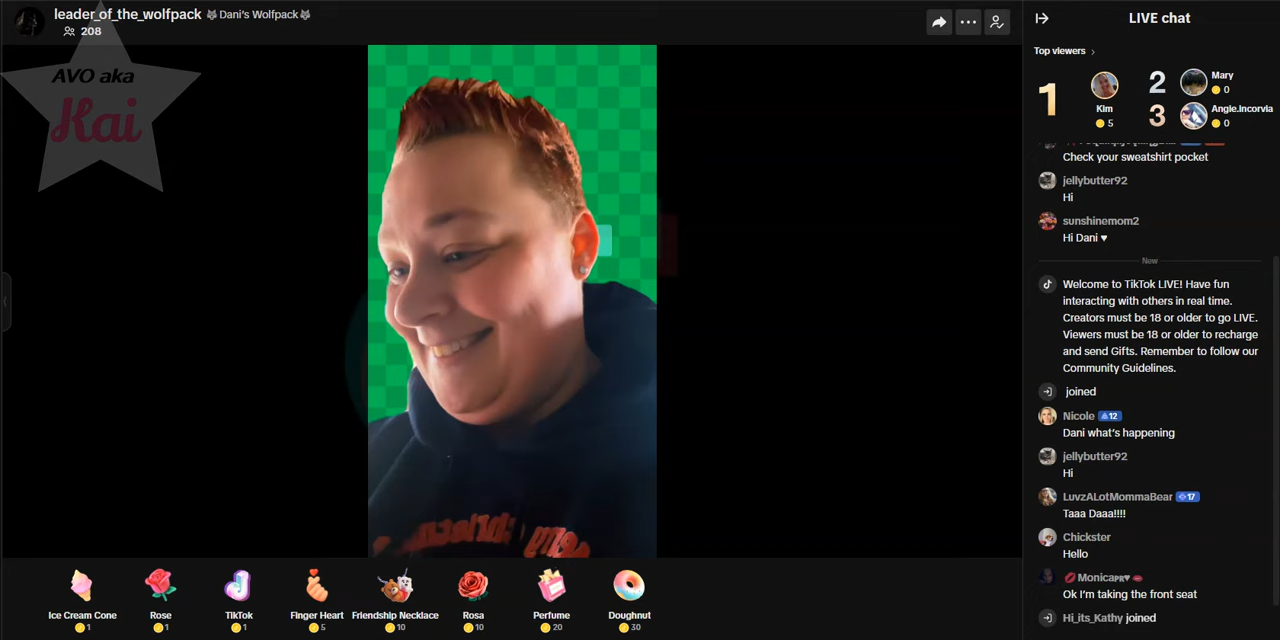 leader_of_the_wolfpack 🐺Dani's Wolfpack🐺
208
AVO aka
Kai
LIVE chat
Top viewers >
1
Kim
5
2
Mary
0
3
Angie.incorvia
0
Check your sweatshirt pocket
jellybutter92
Hi
sunshinemom2
Hi Dani ♥
New
Welcome to TikTok LIVE! Have fun
interacting with others in real time.
Creators must be 18 or older to go LIVE.
Viewers must be 18 or older to recharge
and send Gifts. Remember to follow our
Community Guidelines.
joined
Nicole 12
Dani what's happening
jellybutter92
Hi
LuvzALotMommaBear 17
Taaa Daaa!!!!
Chickster
Hello
💋Monicaᴘʀ♥👄
Ok I'm taking the front seat
Hi_its_Kathy joined
Ice Cream Cone
1
Rose
1
TikTok
1
Finger Heart
5
Friendship Necklace
10
Rosa
10
Perfume
20
Doughnut
30